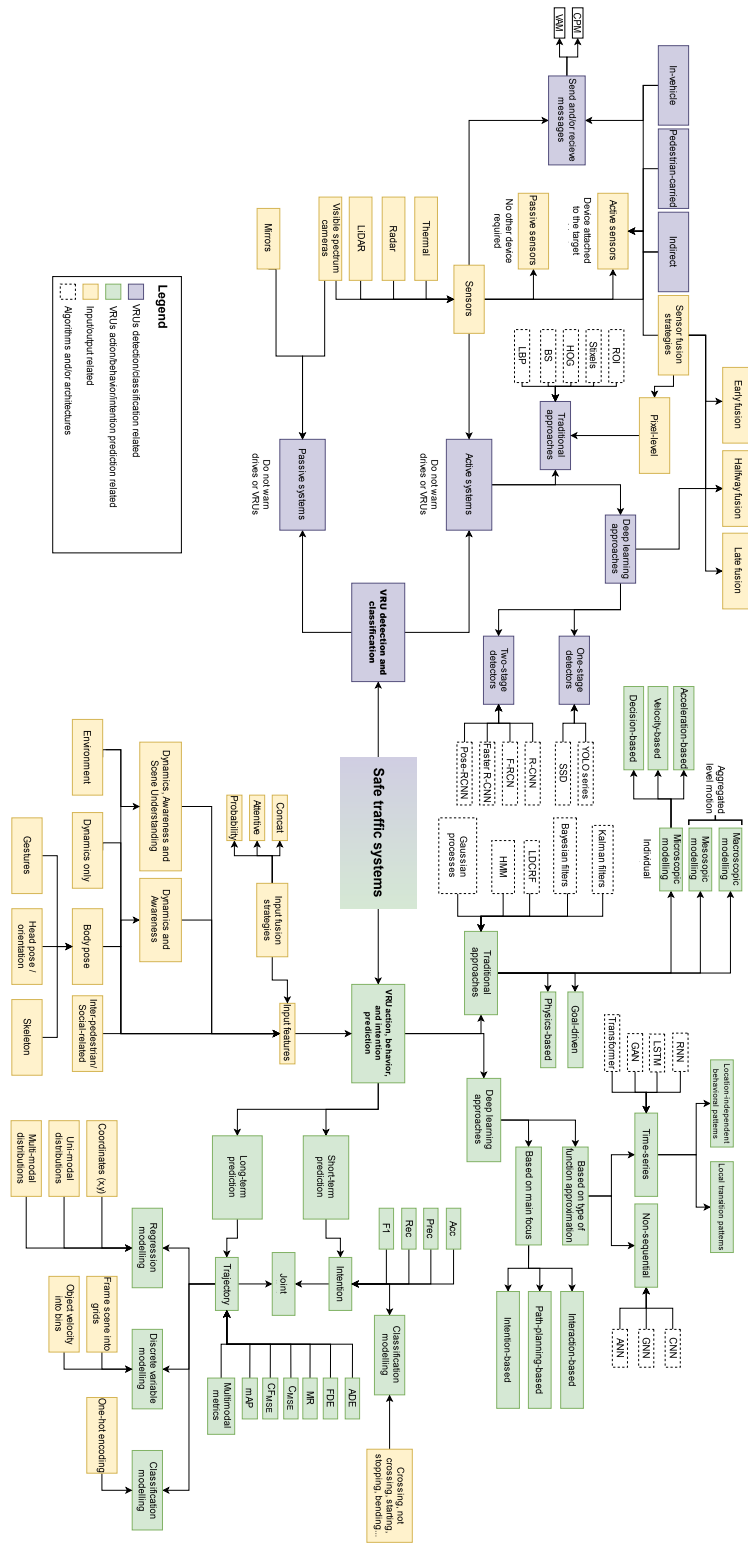 In-vehicle
Pedestrian-carried
Indirect
Sensor fusion
strategies
Early fusion
Halfway fusion
Late fusion
CPM
VAM
Send and/or recieve
messages
Active sensors
Device attached
to the target
Passive sensors
No other device
required
Pixel-level
Sensors
Thermal
Radar
LiDAR
Visible spectrum
cameras
Mirrors
ROI
Stixels
HOG
BS
LBP
Traditional
approaches
Deep learning
approaches
Active systems
Do not warn
drives or VRUs
Passive systems
Do not warn
drives or VRUs
One-stage
detectors
Two-stage
detectors
YOLO series
SSD
R-CNN
F-RCN
Faster R-CNN
Pose-RCNN
VRU detection and
classification
Safe traffic systems
VRU action, behavior,
and intention
prediction
Legend
VRUs detection/classification related
VRUs action/behavior/intention prediction related
Input/output related
Algorithms and/or architectures
Acceleration-based
Velocity-based
Decision-based
Aggregated
level motion
Macroscopic
modelling
Mesosopic
modelling
Microscopic
modelling
Individual
Kalman filters
Bayesian filters
LDCRF
HMM
Gaussian
processes
Traditional
approaches
Goal-driven
Physics-based
Deep learning
approaches
Location-independent
behavioral patterns
Local transition patterns
RNN
LSTM
GAN
Transformer
Time-series
Non-sequential
CNN
GNN
ANN
Based on type of
function approximation
Based on main focus
Interaction-based
Path-planning-based
Intention-based
Concat
Attentive
Probability
Input fusion
strategies
Input features
Dynamics, Awareness and
Scene Understanding
Dynamics and
Awareness
Environment
Dynamics only
Body pose
Inter-pedestrian/
Social-related
Gestures
Head pose /
orientation
Skeleton
Short-term
prediction
Long-term
prediction
Acc
Prec
Rec
F1
Intention
Joint
Trajectory
Classification
modelling
Crossing, not
crossing, starting,
stopping, bending...
ADE
FDE
MR
CMSE
CFMSE
mAP
Multimodal
metrics
Regression
modelling
Discrete variable
modelling
Classification
modelling
Coordinates (x,y)
Uni-modal
distributions
Multi-modal
distributions
Frame scene into
grids
Object velocity
into bins
One-hot encoding